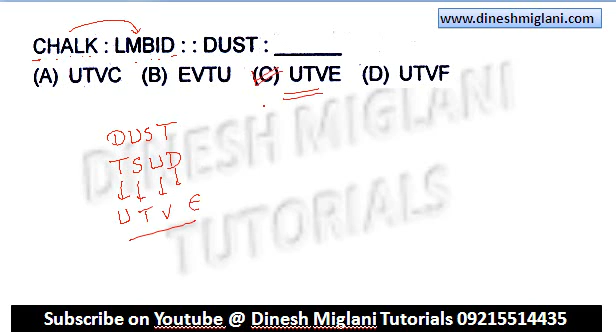 www.dineshmiglani.com
CHALK : LMBID : : DUST : ______
(A) UTVC (B) EVTU (C) UTVE (D) UTVF
DUST
TSUD
UTVE
DINESH MIGLANI
TUTORIALS
Subscribe on Youtube @ Dinesh Miglani Tutorials 09215514435